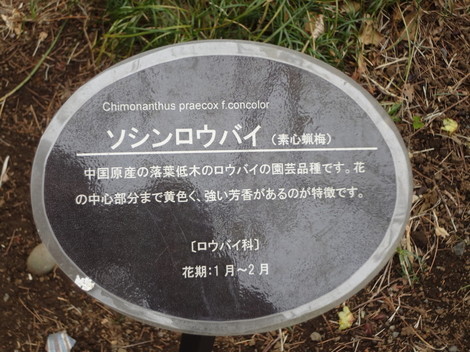 Chimonanthus praecox f.concolor
ソシンロウバイ（素心蝋梅）
中国原産の落葉低木のロウバイの園芸品種です。花
の中心部分まで黄色く、強い芳香があるのが特徴です。
〔ロウバイ科〕
花期：1月～2月